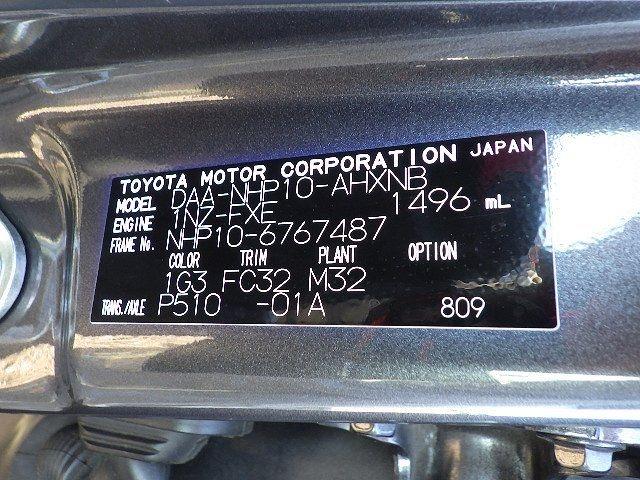 TOYOTA MOTOR CORPORATION JAPAN
MODEL DAA-NHP10-AHXNB
ENGINE 1NZ-FXE 1496 mL
FRAME No. NHP10-6767487
COLOR TRIM PLANT OPTION
1G3 FC32 M32
TRANS./AXLE P510 -01A 809